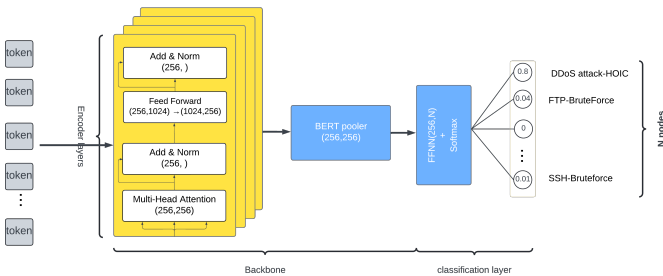 token
token
token
token
token
Encoder layers
Add & Norm
(256, )
Feed Forward
(256,1024) →(1024,256)
Add & Norm
(256, )
Multi-Head Attention
(256,256)
BERT pooler
(256,256)
FFNN(256,N)
+
Softmax
0.8
0.04
0
0.01
DDoS attack-HOIC
FTP-BruteForce
SSH-Bruteforce
N nodes
Backbone
classification layer